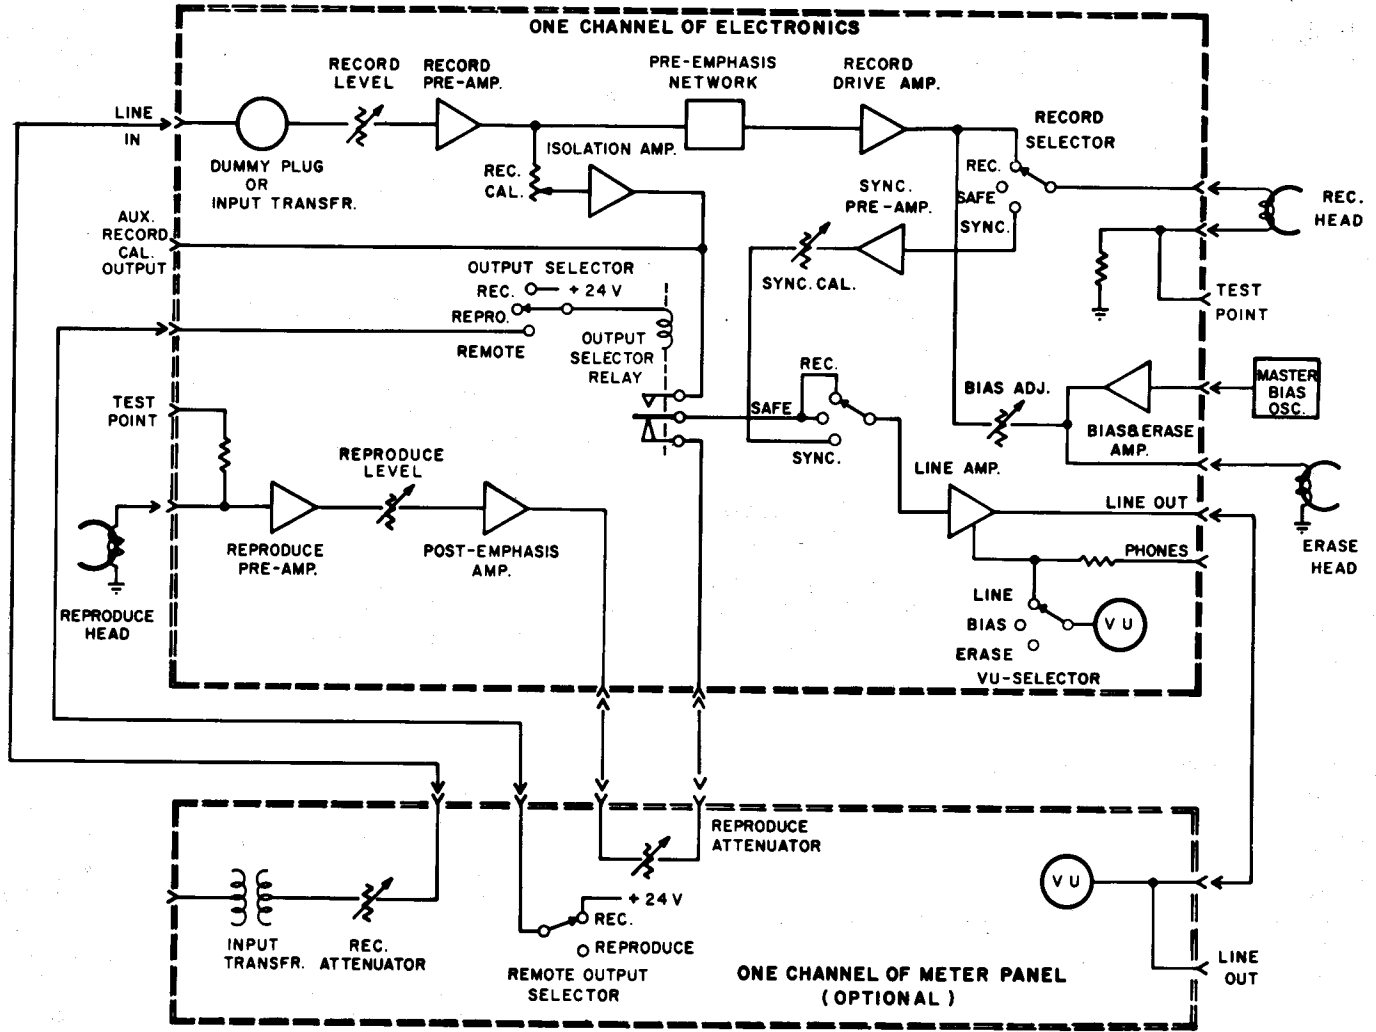 ONE CHANNEL OF ELECTRONICS
RECORD
LEVEL
RECORD
PRE-AMP.
PRE-EMPHASIS
NETWORK
RECORD
DRIVE AMP.
LINE
IN
RECORD
SELECTOR
DUMMY PLUG
OR
INPUT TRANSFR.
ISOLATION AMP.
REC.
CAL.
REC.
SAFE
SYNC.
SYNC.
PRE-AMP.
REC.
HEAD
AUX.
RECORD
CAL.
OUTPUT
SYNC. CAL.
OUTPUT SELECTOR
REC.
+ 24 V
REPRO.
REMOTE
OUTPUT
SELECTOR
RELAY
TEST
POINT
REC.
SAFE
SYNC.
BIAS ADJ.
MASTER
BIAS
OSC.
BIAS&ERASE
AMP.
TEST
POINT
REPRODUCE
LEVEL
LINE AMP.
LINE OUT
PHONES
REPRODUCE
PRE-AMP.
POST-EMPHASIS
AMP.
ERASE
HEAD
REPRODUCE
HEAD
LINE
BIAS
ERASE
VU
VU-SELECTOR
REPRODUCE
ATTENUATOR
VU
+ 24 V
REC.
REPRODUCE
INPUT
TRANSFR.
REC.
ATTENUATOR
REMOTE OUTPUT
SELECTOR
LINE
OUT
ONE CHANNEL OF METER PANEL
(OPTIONAL)